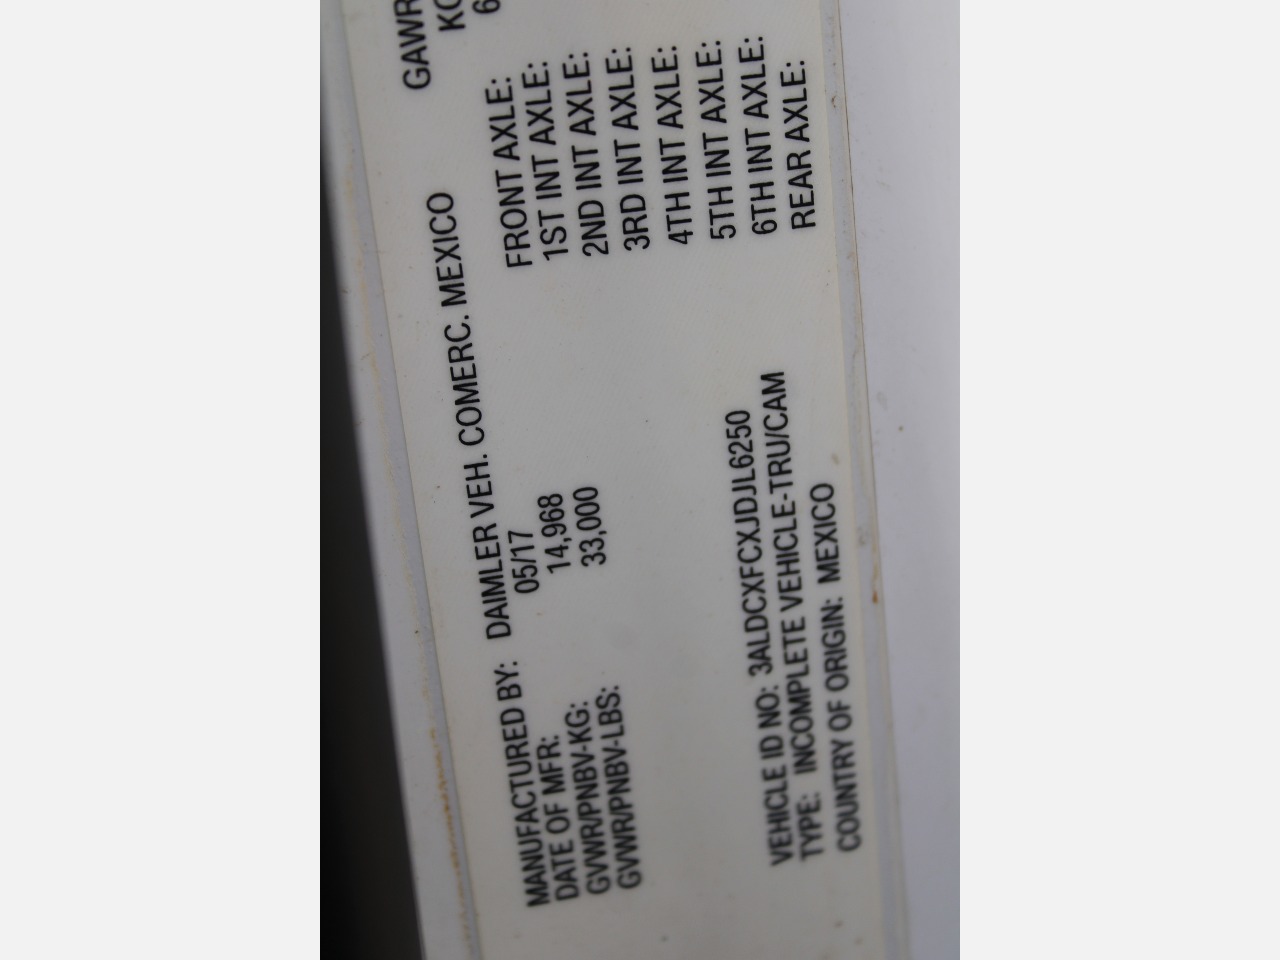 MANUFACTURED BY: DAIMLER VEH. COMERC. MEXICO GAWR
DATE OF MFR: 05/17 KG
GVWR/PNBV-KG: 14,968 FRONT AXLE: 6
GVWR/PNBV-LBS: 33,000 1ST INT AXLE:
2ND INT AXLE:
3RD INT AXLE:
4TH INT AXLE:
5TH INT AXLE:
VEHICLE ID NO: 3ALDCXFCXJDJL6250 6TH INT AXLE:
TYPE: INCOMPLETE VEHICLE-TRU/CAM REAR AXLE:
COUNTRY OF ORIGIN: MEXICO